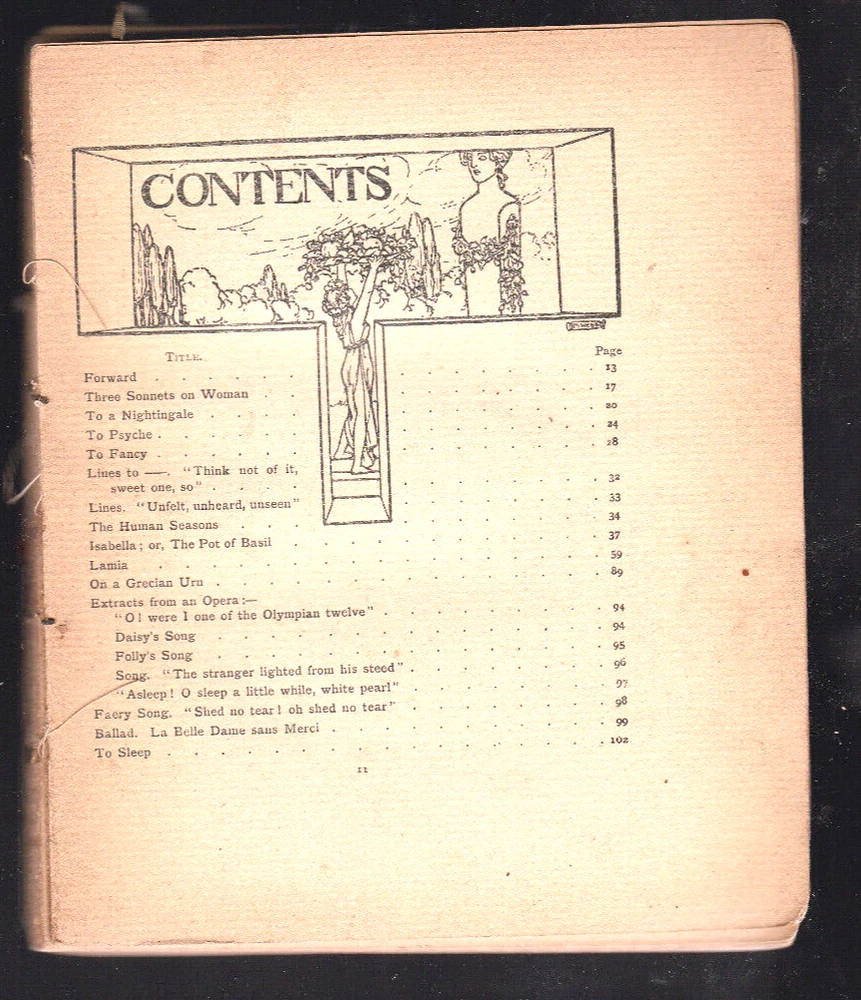 CONTENTS
TITLE. Page
Forward . . . . . . . . . . . 13
Three Sonnets on Woman . . . . . . . . 17
To a Nightingale . . . . . . . . . 20
To Psyche . . . . . . . . . . 24
To Fancy . . . . . . . . . . 28
Lines to ——. "Think not of it,
sweet one, so" . . . . . . . . . 32
Lines. "Unfelt, unheard, unseen" . . . . . . 33
The Human Seasons . . . . . . . . . 34
Isabella; or, The Pot of Basil . . . . . . . . 37
Lamia . . . . . . . . . . . 59
On a Grecian Urn . . . . . . . . . . 89
Extracts from an Opera:—
"O! were I one of the Olympian twelve" . . . . . . 94
Daisy's Song . . . . . . . . . . 94
Folly's Song . . . . . . . . . . 95
Song. "The stranger lighted from his steed" . . . . . 96
"Asleep! O sleep a little while, white pearl" . . . . . 97
Faery Song. "Shed no tear! oh shed no tear" . . . . . 98
Ballad. La Belle Dame sans Merci . . . . . . . 99
To Sleep . . . . . . . . . . . 102
11